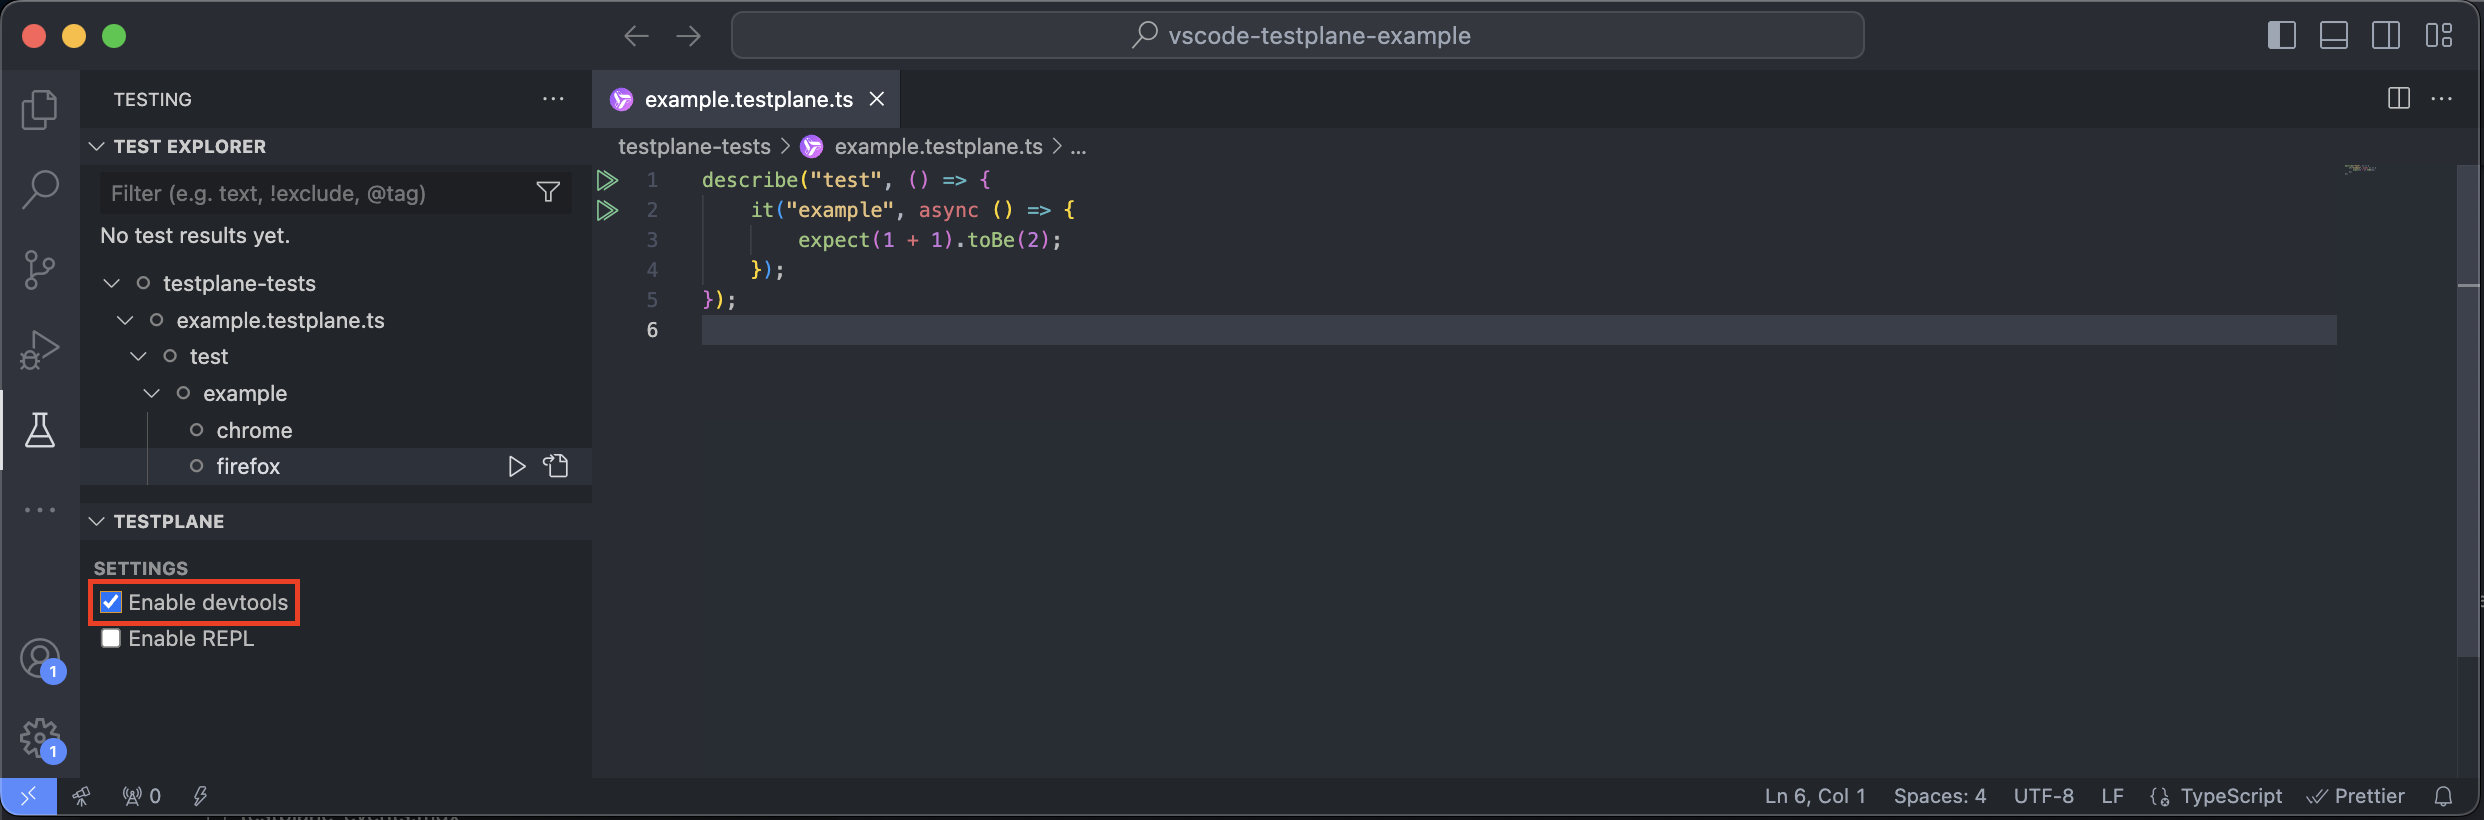 vscode-testplane-example
TESTING
TEST EXPLORER
Filter (e.g. text, !exclude, @tag)
No test results yet.
testplane-tests
example.testplane.ts
test
example
chrome
firefox
TESTPLANE
SETTINGS
Enable devtools
Enable REPL
1
1
example.testplane.ts
testplane-tests > example.testplane.ts > ...
1 describe("test", () => {
2 it("example", async () => {
3 expect(1 + 1).toBe(2);
4 });
5 });
6
0
Ln 6, Col 1 Spaces: 4 UTF-8 LF TypeScript Prettier